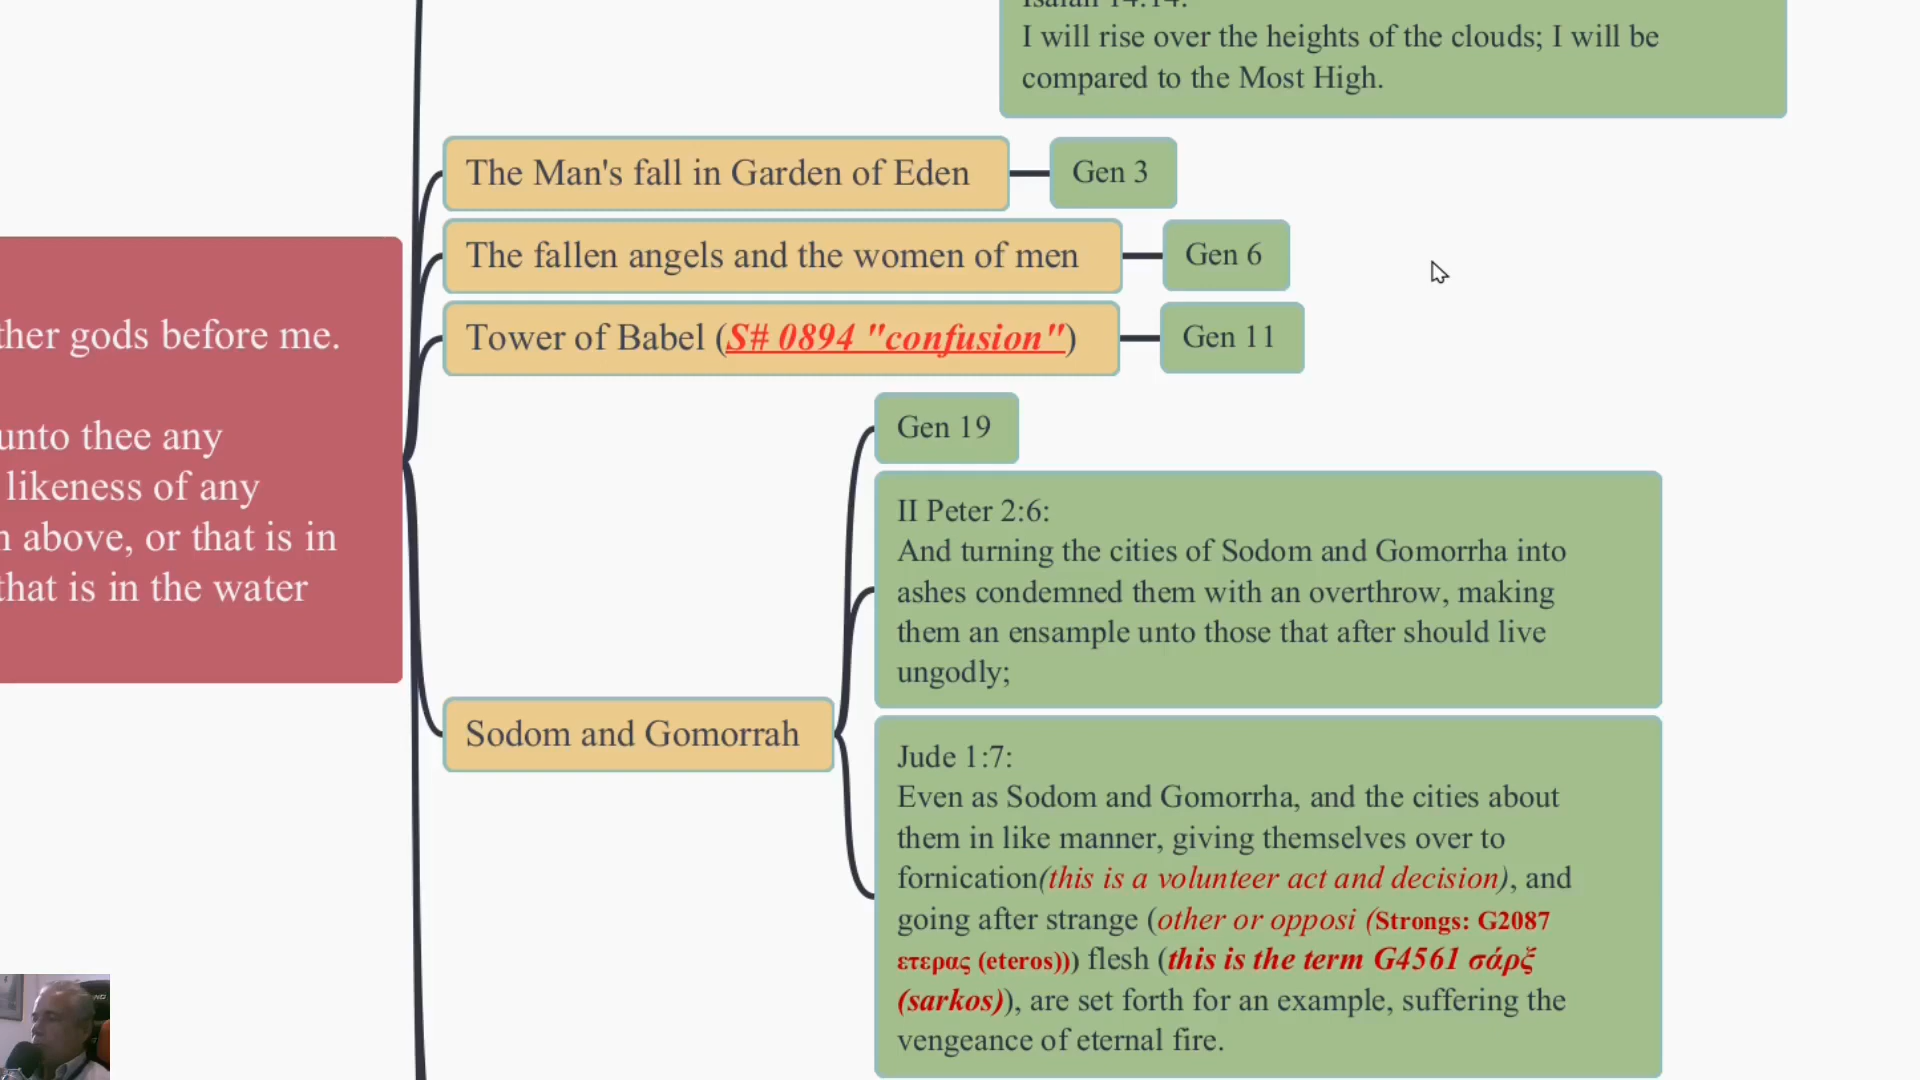 Isaiah 14:14:
I will rise over the heights of the clouds; I will be
compared to the Most High.
The Man's fall in Garden of Eden
Gen 3
The fallen angels and the women of men
Gen 6
Tower of Babel (S# 0894 "confusion")
Gen 11
ther gods before me.
unto thee any
likeness of any
above, or that is in
that is in the water
Sodom and Gomorrah
Gen 19
II Peter 2:6:
And turning the cities of Sodom and Gomorrha into
ashes condemned them with an overthrow, making
them an ensample unto those that after should live
ungodly;
Jude 1:7:
Even as Sodom and Gomorrha, and the cities about
them in like manner, giving themselves over to
fornication(this is a volunteer act and decision), and
going after strange (other or opposi (Strongs: G2087
ετερας (eteros))) flesh (this is the term G4561 σάρξ
(sarkos)), are set forth for an example, suffering the
vengeance of eternal fire.